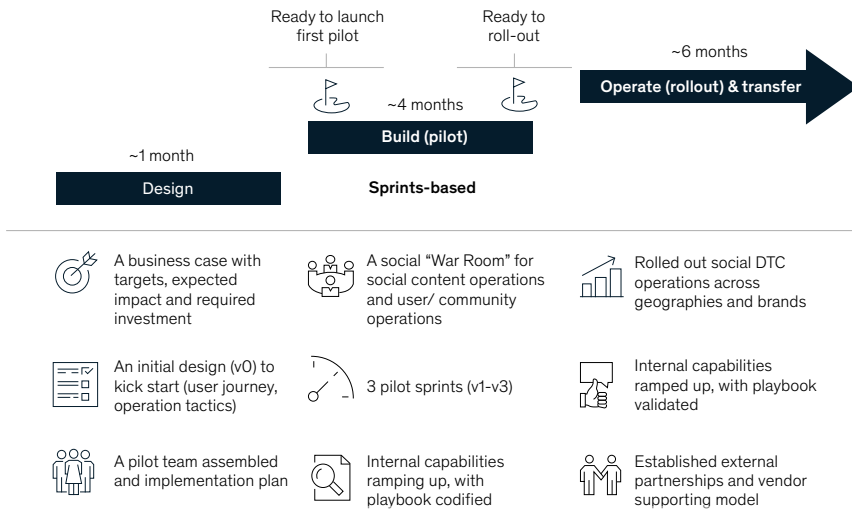 Ready to launch
first pilot
Ready to
roll-out
~6 months
Operate (rollout) & transfer
~4 months
Build (pilot)
~1 month
Design
Sprints-based
A business case with
targets, expected
impact and required
investment
A social “War Room” for
social content operations
and user/ community
operations
Rolled out social DTC
operations across
geographies and brands
An initial design (v0) to
kick start (user journey,
operation tactics)
3 pilot sprints (v1-v3)
Internal capabilities
ramped up, with playbook
validated
A pilot team assembled
and implementation plan
Internal capabilities
ramping up, with
playbook codified
Established external
partnerships and vendor
supporting model